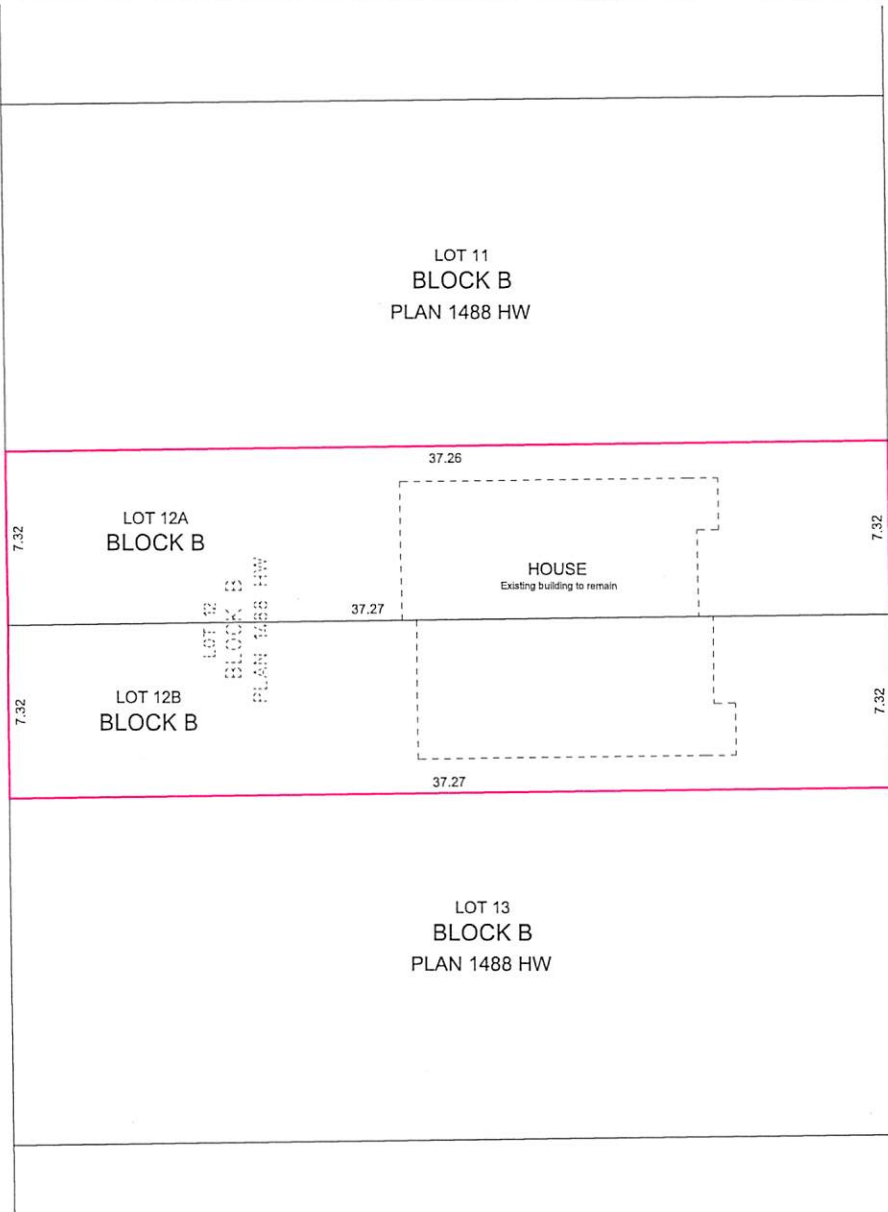 LOT 11
BLOCK B
PLAN 1488 HW
37.26
7.32
LOT 12A
BLOCK B
7.32
HOUSE
Existing building to remain
LOT 12
BLOCK B
PLAN 1488 HW
37.27
7.32
LOT 12B
BLOCK B
7.32
37.27
LOT 13
BLOCK B
PLAN 1488 HW